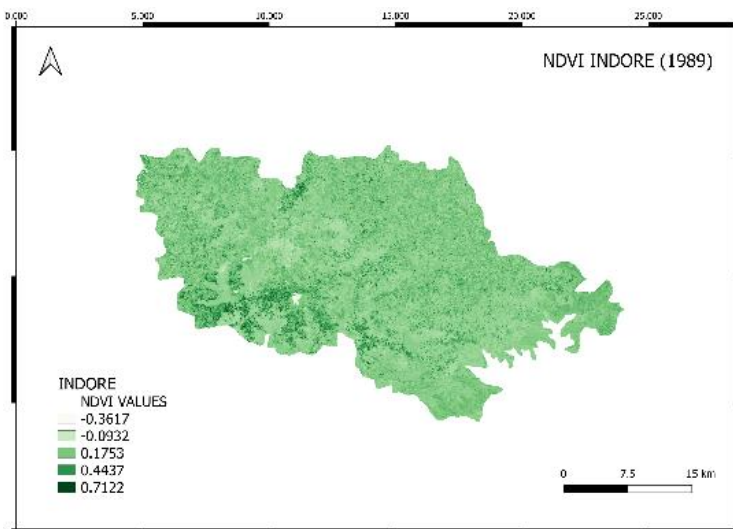 0.000 5.000 10.000 15.000 20.000 25.000
NDVI INDORE (1989)
INDORE
NDVI VALUES
-0.3617
-0.0932
0.1753
0.4437
0.7122
0 7.5 15 km